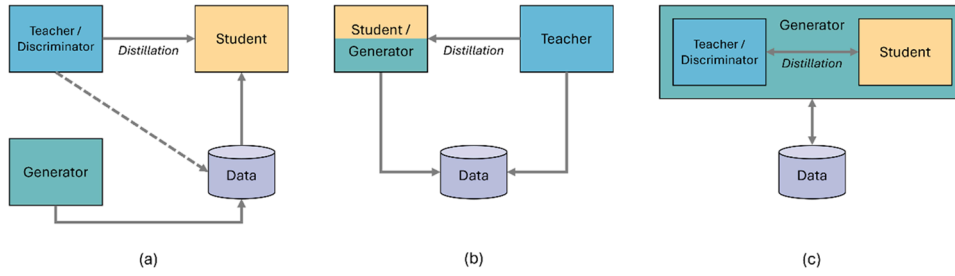 Teacher /
Discriminator
Distillation
Student
Generator
Data
(a)
Student /
Generator
Distillation
Teacher
Data
(b)
Generator
Teacher /
Discriminator
Distillation
Student
Data
(c)